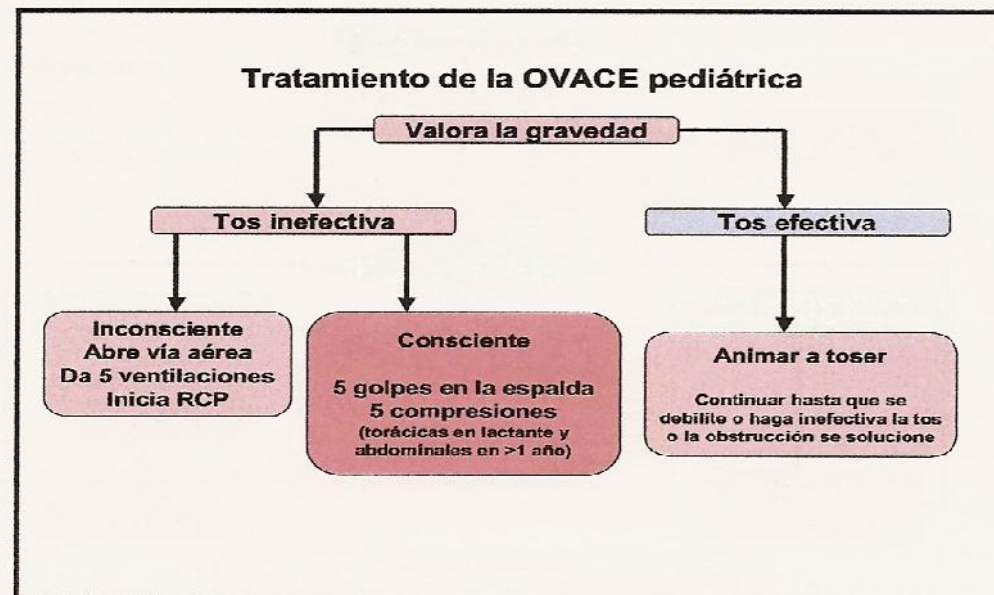 Tratamiento de la OVACE pediátrica
Valora la gravedad
Tos inefectiva
Tos efectiva
Inconsciente
Abre vía aérea
Da 5 ventilaciones
Inicia RCP
Consciente
5 golpes en la espalda
5 compresiones
(torácicas en lactante y
abdominales en >1 año)
Animar a toser
Continuar hasta que se
debilite o haga inefectiva la tos
o la obstrucción se solucione